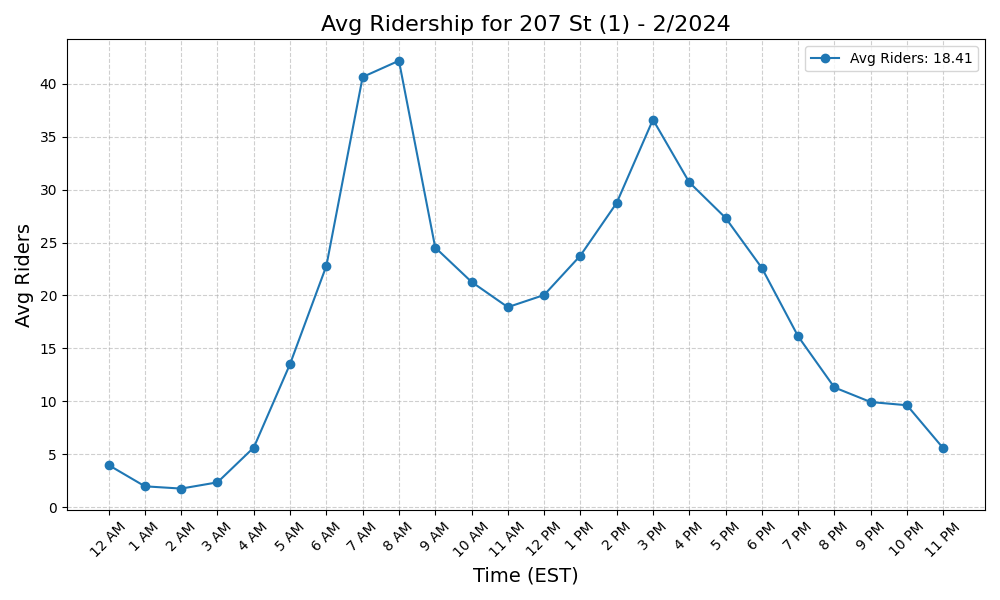 Avg Ridership for 207 St (1) - 2/2024
Avg Riders: 18.41
Avg Riders
40
35
30
25
20
15
10
5
0
12 AM
1 AM
2 AM
3 AM
4 AM
5 AM
6 AM
7 AM
8 AM
9 AM
10 AM
11 AM
12 PM
1 PM
2 PM
3 PM
4 PM
5 PM
6 PM
7 PM
8 PM
9 PM
10 PM
11 PM
Time (EST)